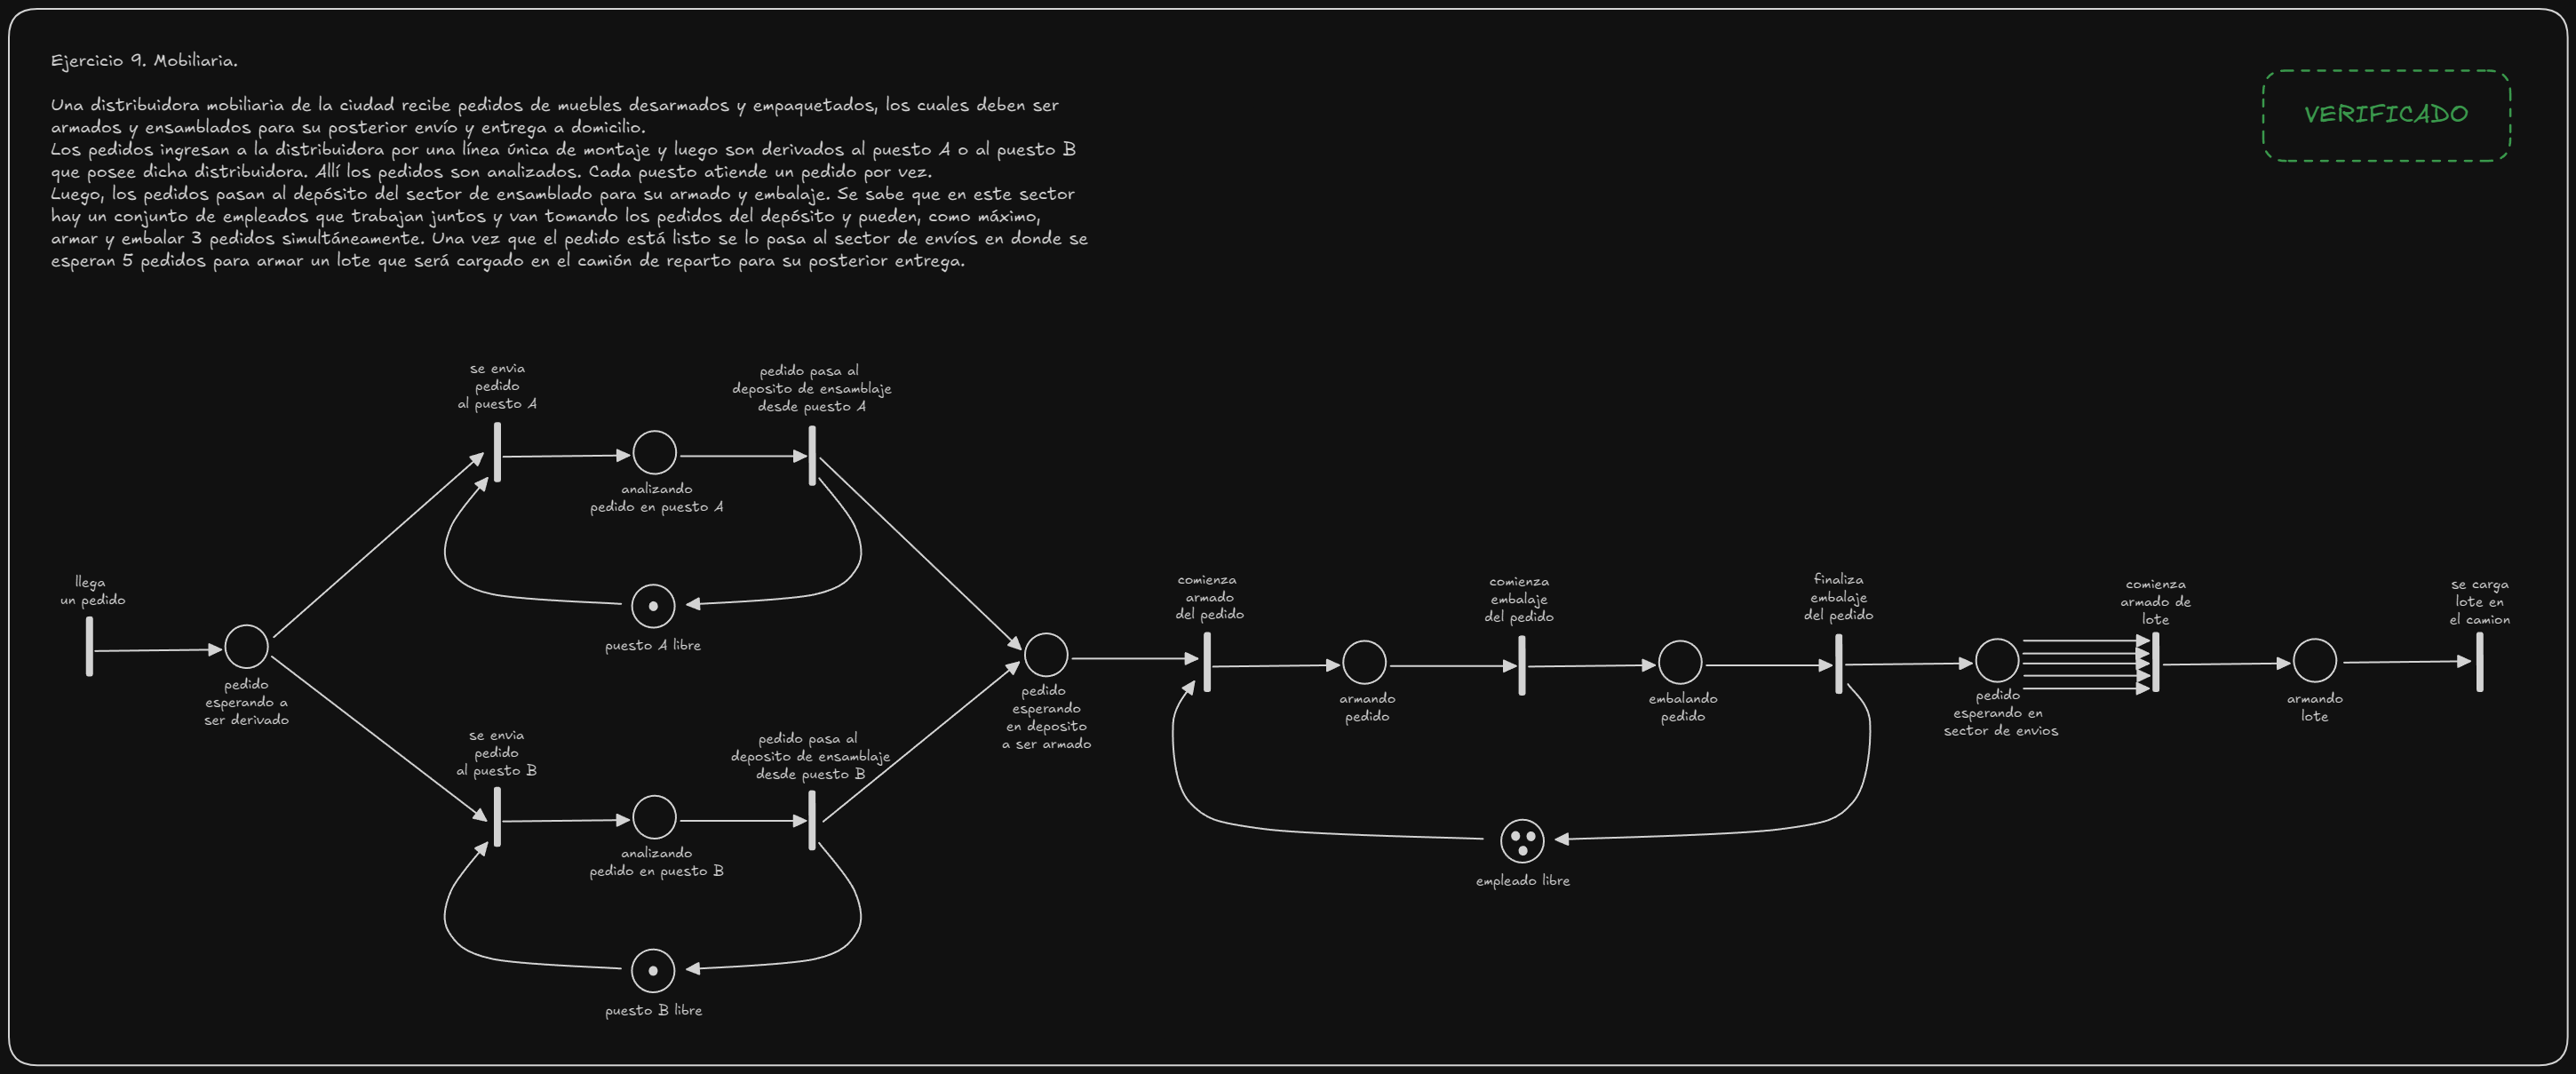 Ejercicio 9. Mobiliaria.
Una distribuidora mobiliaria de la ciudad recibe pedidos de muebles desarmados y empaquetados, los cuales deben ser
armados y ensamblados para su posterior envío y entrega a domicilio.
Los pedidos ingresan a la distribuidora por una línea única de montaje y luego son derivados al puesto A o al puesto B
que posee dicha distribuidora. Allí los pedidos son analizados. Cada puesto atiende un pedido por vez.
Luego, los pedidos pasan al depósito del sector de ensamblado para su armado y embalaje. Se sabe que en este sector
hay un conjunto de empleados que trabajan juntos y van tomando los pedidos del depósito y pueden, como máximo,
armar y embalar 3 pedidos simultáneamente. Una vez que el pedido está listo se lo pasa al sector de envíos en donde se
esperan 5 pedidos para armar un lote que será cargado en el camión de reparto para su posterior entrega.
VERIFICADO
llega
un pedido
pedido
esperando a
ser derivado
se envia
pedido
al puesto A
analizando
pedido en puesto A
pedido pasa al
deposito de ensamblaje
desde puesto A
puesto A libre
se envia
pedido
al puesto B
analizando
pedido en puesto B
pedido pasa al
deposito de ensamblaje
desde puesto B
puesto B libre
pedido
esperando
en deposito
a ser armado
comienza
armado
del pedido
armando
pedido
comienza
embalaje
del pedido
embalando
pedido
finaliza
embalaje
del pedido
empleado libre
pedido
esperando en
sector de envios
comienza
armado de
lote
armando
lote
se carga
lote en
el camion